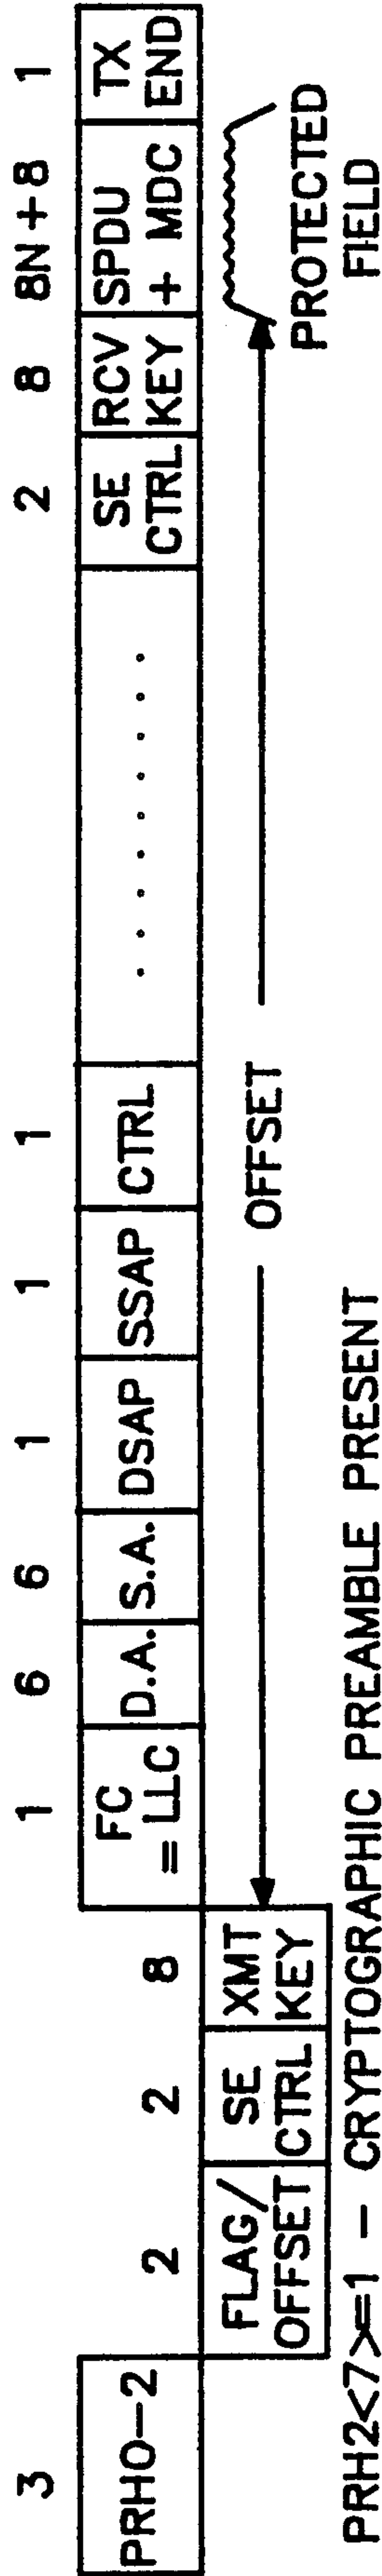 3 2 2 8 1 6 6 1 1 1 2 8 8N+8 1
PRH0-2
FLAG/
OFFSET
SE
CTRL
XMT
KEY
FC
= LLC
D.A.
S.A.
DSAP
SSAP
CTRL
. . . . . . . . .
SE
CTRL
RCV
KEY
SPDU
+ MDC
TX
END
OFFSET
PROTECTED
FIELD
PRH2<7>=1 - CRYPTOGRAPHIC PREAMBLE PRESENT